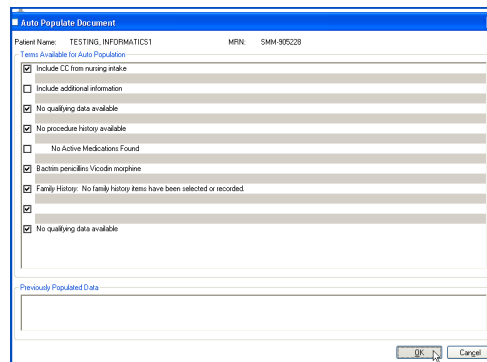 Auto Populate Document
Patient Name: TESTING, INFORMATICS1 MRN: SMM-905228
Terms Available for Auto Population
Include CC from nursing intake
Include additional information
No qualifying data available
No procedure history available
No Active Medications Found
Bactrim penicillins Vicodin morphine
Family History: No family history items have been selected or recorded.
No qualifying data available
Previously Populated Data
OK Cancel